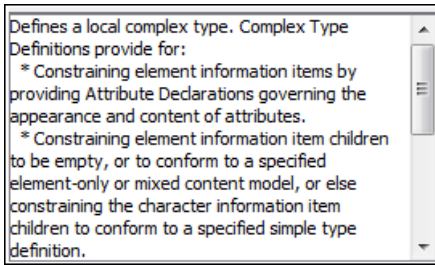 Defines a local complex type. Complex Type
Definitions provide for:
* Constraining element information items by
providing Attribute Declarations governing the
appearance and content of attributes.
* Constraining element information item children
to be empty, or to conform to a specified
element-only or mixed content model, or else
constraining the character information item
children to conform to a specified simple type
definition.